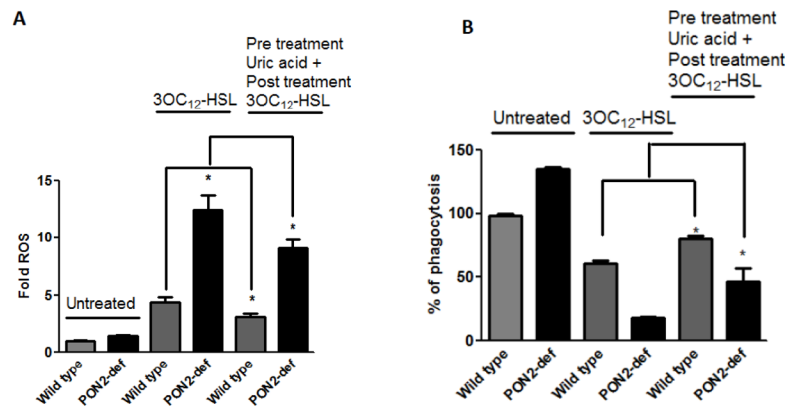 A
Pre treatment
Uric acid +
Post treatment
3OC12-HSL
3OC12-HSL
Untreated
*
*
*
15
10
5
0
Fold ROS
Wild type
PON2-def
Wild type
PON2-def
Wild type
PON2-def
B
Pre treatment
Uric acid +
Post treatment
3OC12-HSL
Untreated
3OC12-HSL
*
*
150
100
50
0
% of phagocytosis
Wild type
PON2-def
Wild type
PON2-def
Wild type
PON2-def